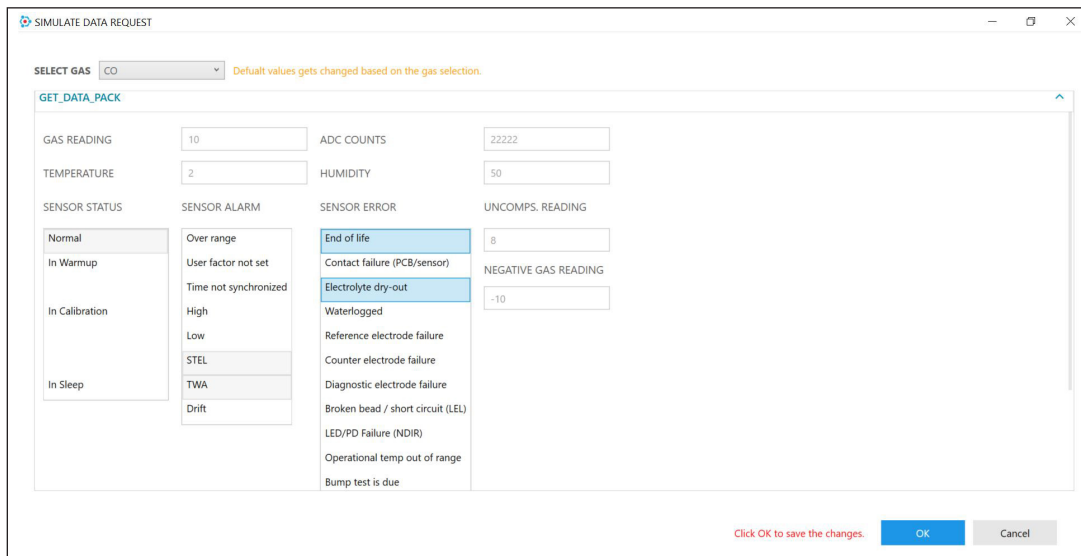 SIMULATE DATA REQUEST
SELECT GAS CO Defualt values gets changed based on the gas selection.
GET_DATA_PACK
GAS READING 10 ADC COUNTS 22222
TEMPERATURE 2 HUMIDITY 50
SENSOR STATUS SENSOR ALARM SENSOR ERROR UNCOMPS. READING
Normal Over range End of life 8
In Warmup User factor not set Contact failure (PCB/sensor) NEGATIVE GAS READING
Time not synchronized Electrolyte dry-out -10
In Calibration High Waterlogged
Low Reference electrode failure
STEL Counter electrode failure
In Sleep TWA Diagnostic electrode failure
Drift Broken bead / short circuit (LEL)
LED/PD Failure (NDIR)
Operational temp out of range
Bump test is due
Click OK to save the changes. OK Cancel